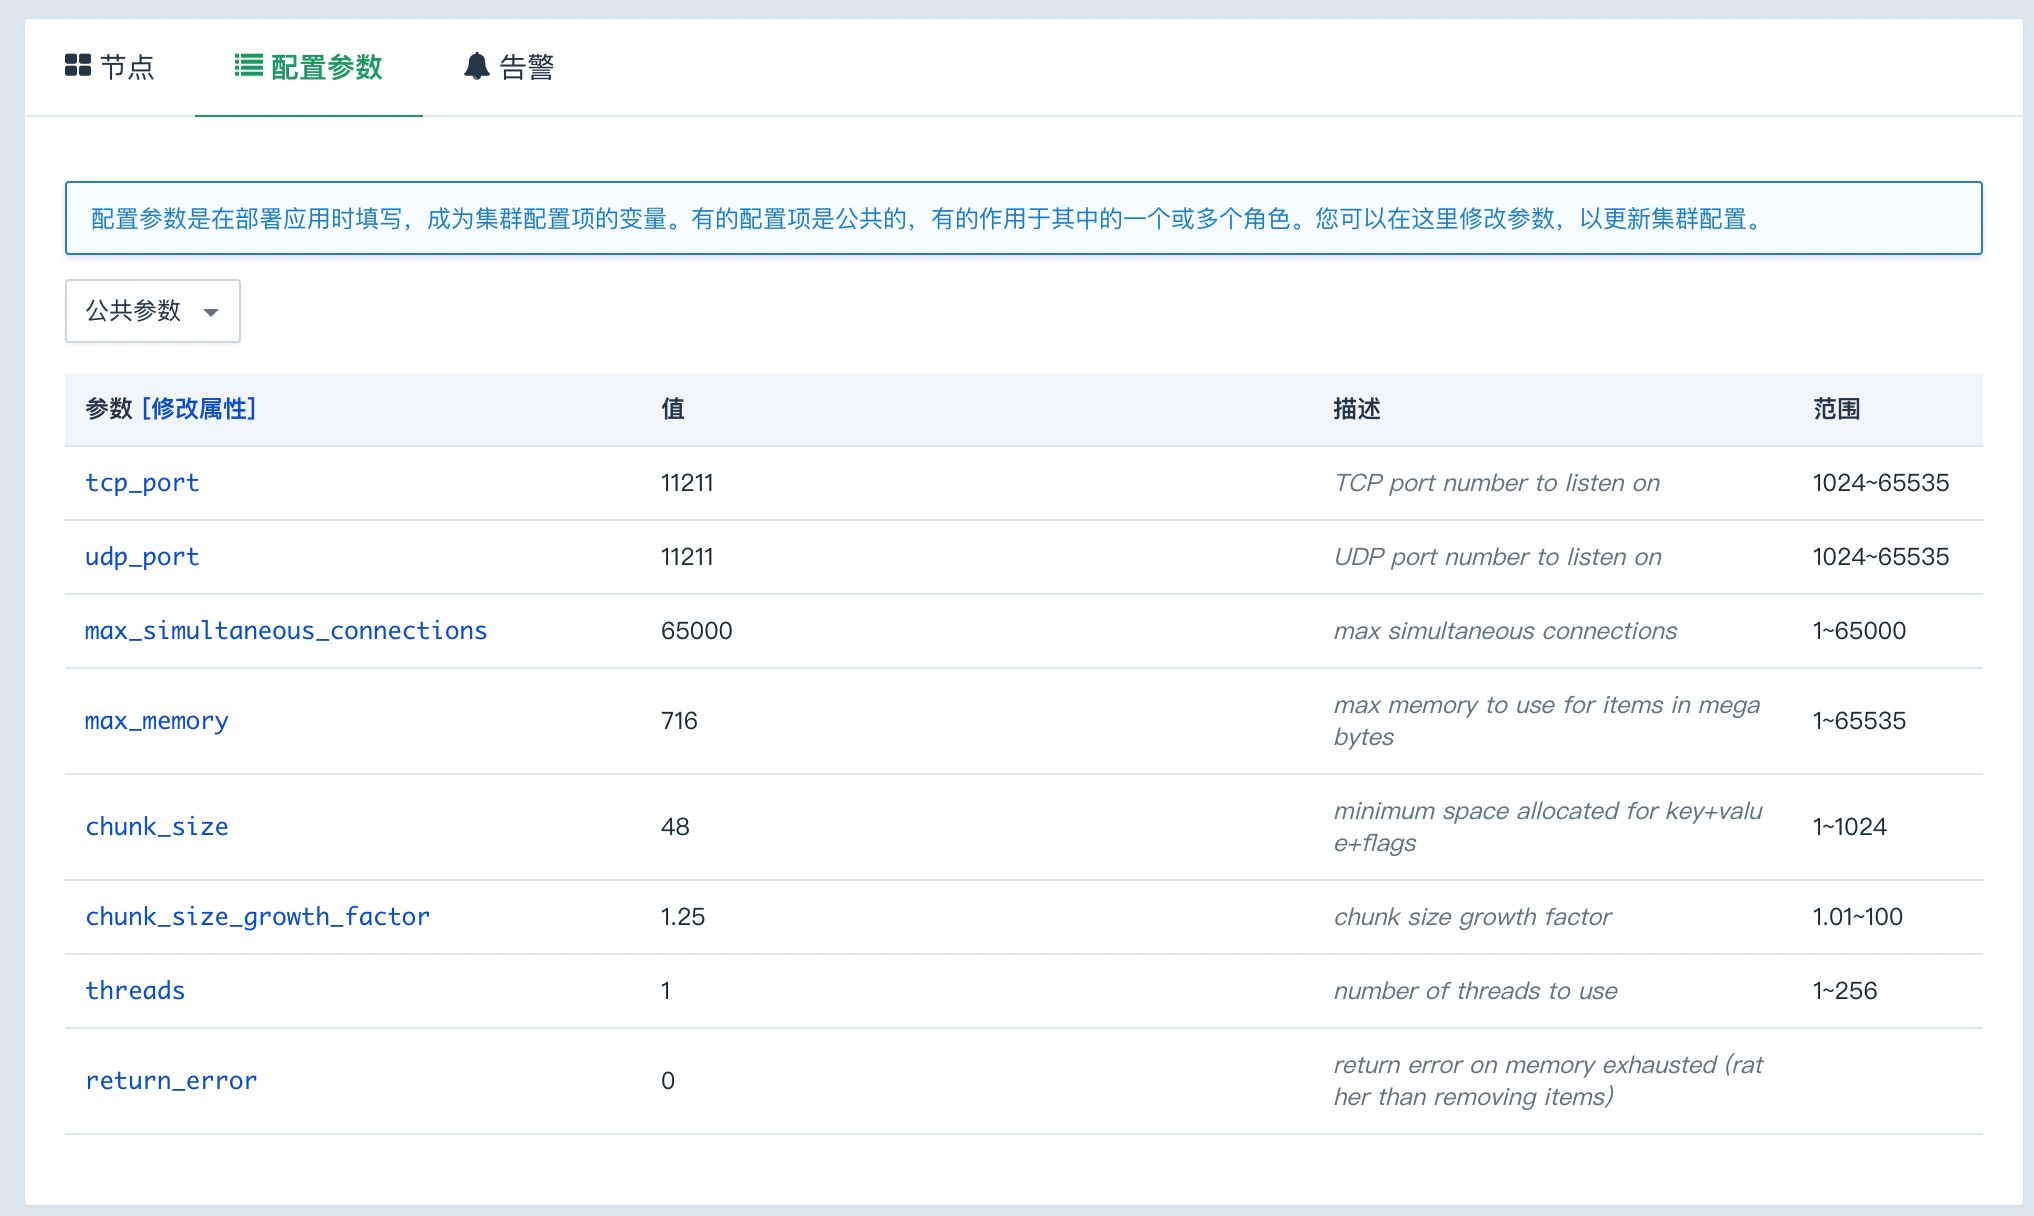 节点 配置参数 告警
配置参数是在部署应用时填写，成为集群配置项的变量。有的配置项是公共的，有的作用于其中的一个或多个角色。您可以在这里修改参数，以更新集群配置。
公共参数
参数 [修改属性] 值 描述 范围
tcp_port 11211 TCP port number to listen on 1024~65535
udp_port 11211 UDP port number to listen on 1024~65535
max_simultaneous_connections 65000 max simultaneous connections 1~65000
max_memory 716 max memory to use for items in mega
bytes 1~65535
chunk_size 48 minimum space allocated for key+valu
e+flags 1~1024
chunk_size_growth_factor 1.25 chunk size growth factor 1.01~100
threads 1 number of threads to use 1~256
return_error 0 return error on memory exhausted (rat
her than removing items)